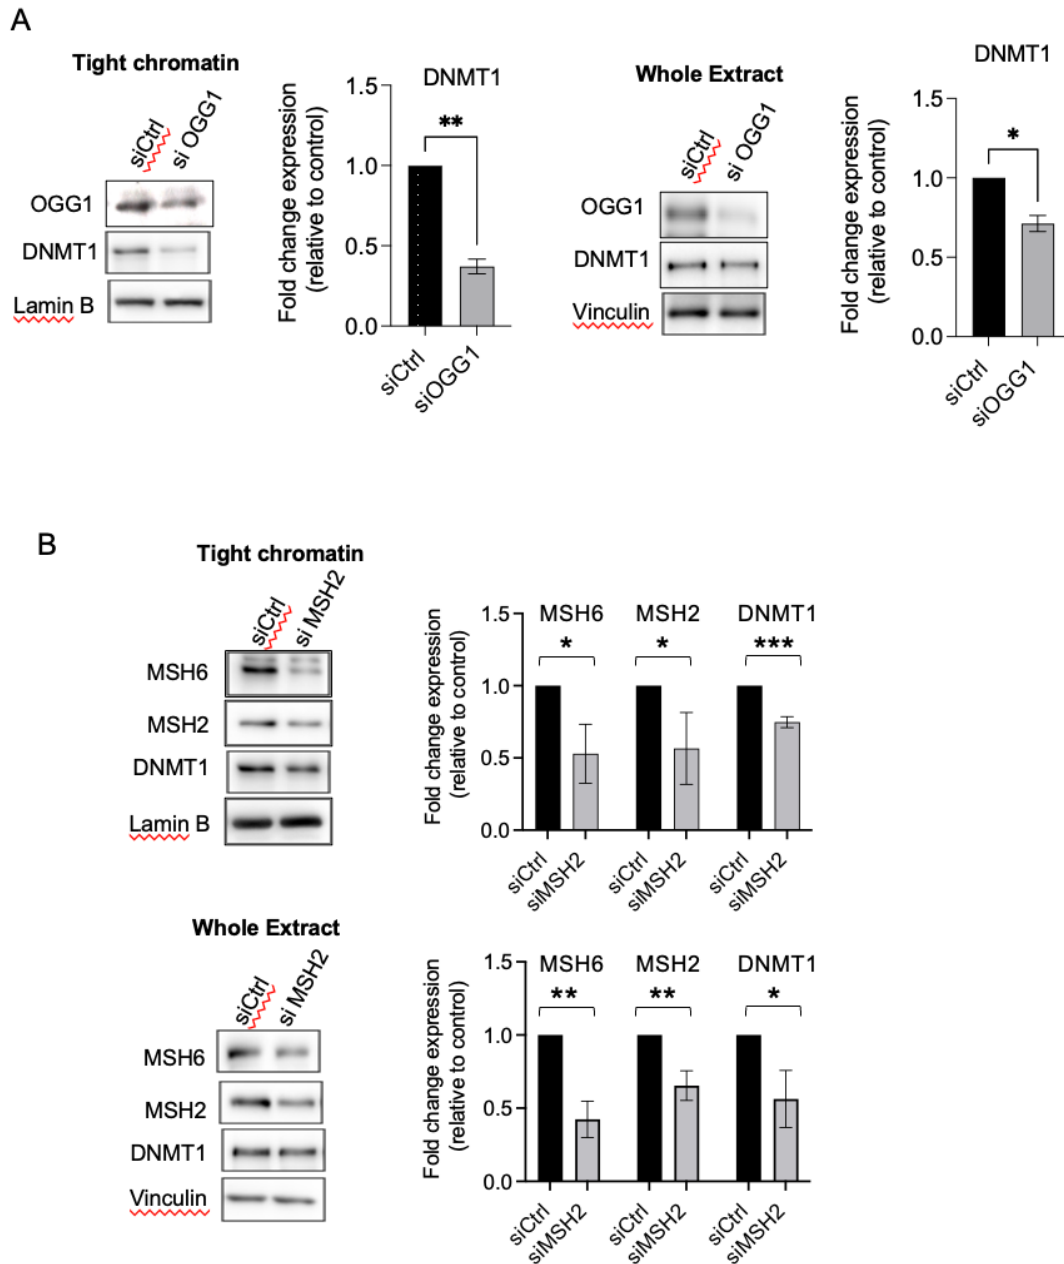 A
Tight chromatin
siCtrl
si OGG1
OGG1
DNMT1
Lamin B
DNMT1
Fold change expression
(relative to control)
1.5
1.0
0.5
0.0
**
siCtrl
siOGG1
Whole Extract
siCtrl
si OGG1
OGG1
DNMT1
Vinculin
DNMT1
Fold change expression
(relative to control)
1.5
1.0
0.5
0.0
*
siCtrl
siOGG1
B
Tight chromatin
siCtrl
si MSH2
MSH6
MSH2
DNMT1
Lamin B
Fold change expression
(relative to control)
1.5
1.0
0.5
0.0
MSH6 MSH2 DNMT1
* * ***
siCtrl
siMSH2
siCtrl
siMSH2
siCtrl
siMSH2
Whole Extract
siCtrl
si MSH2
MSH6
MSH2
DNMT1
Vinculin
Fold change expression
(relative to control)
1.5
1.0
0.5
0.0
MSH6 MSH2 DNMT1
** ** *
siCtrl
siMSH2
siCtrl
siMSH2
siCtrl
siMSH2